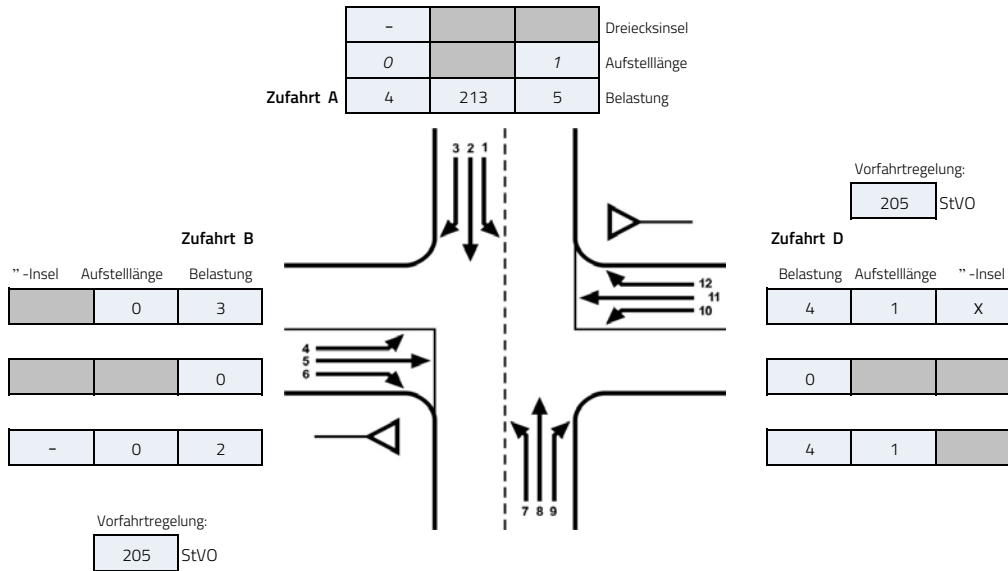 - Dreiecksinsel
0 1 Aufstelllänge
Zufahrt A 4 213 5 Belastung
3 2 1
Vorfahrtregelung:
205 StVO
Zufahrt B
Zufahrt D
"-Insel Aufstelllänge Belastung
Belastung Aufstelllänge "-Insel
0 3
4 1 X
12
11
10
4
5
6
0
0
- 0 2
4 1
7 8 9
Vorfahrtregelung:
205 StVO